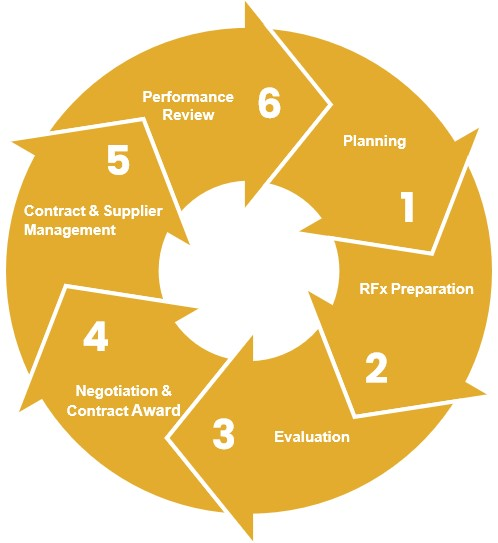 Planning
1
RFx Preparation
2
Evaluation
3
Negotiation &
Contract Award
4
Contract & Supplier
Management
5
Performance
Review
6